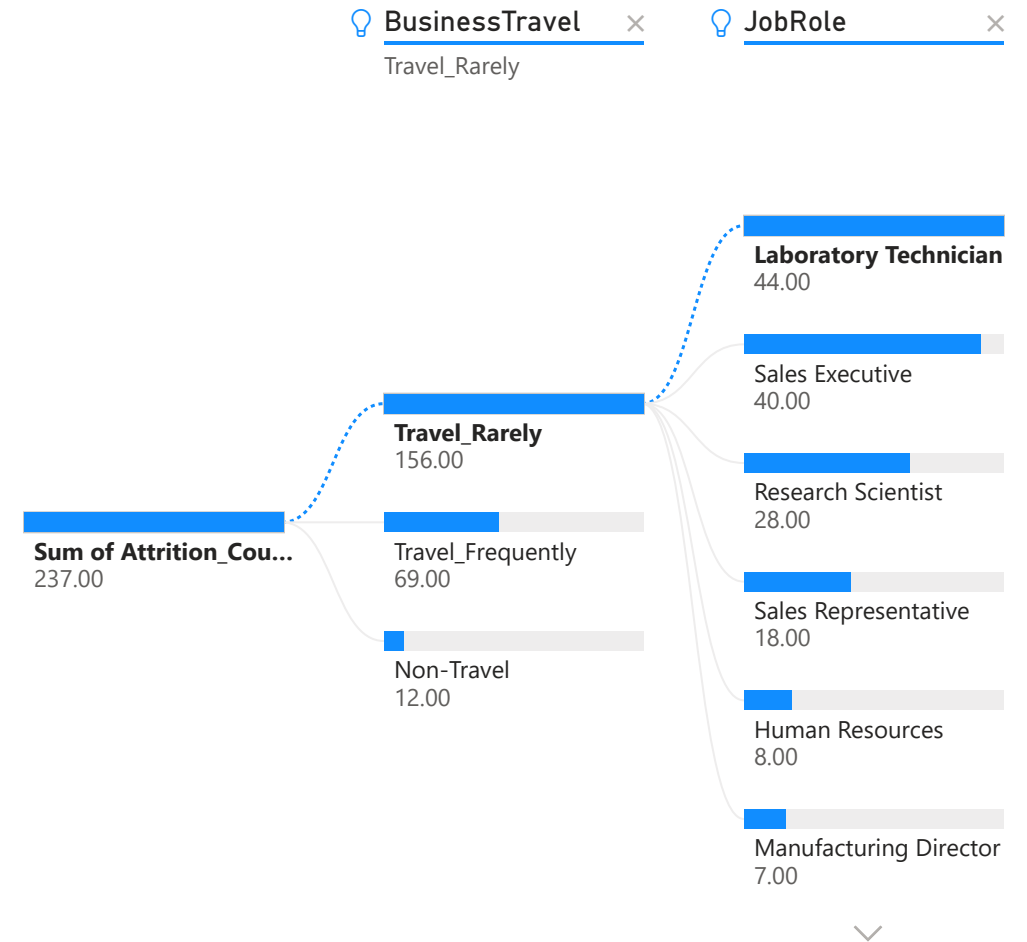 BusinessTravel
Travel_Rarely
JobRole
Sum of Attrition_Cou...
237.00
Travel_Rarely
156.00
Travel_Frequently
69.00
Non-Travel
12.00
Laboratory Technician
44.00
Sales Executive
40.00
Research Scientist
28.00
Sales Representative
18.00
Human Resources
8.00
Manufacturing Director
7.00